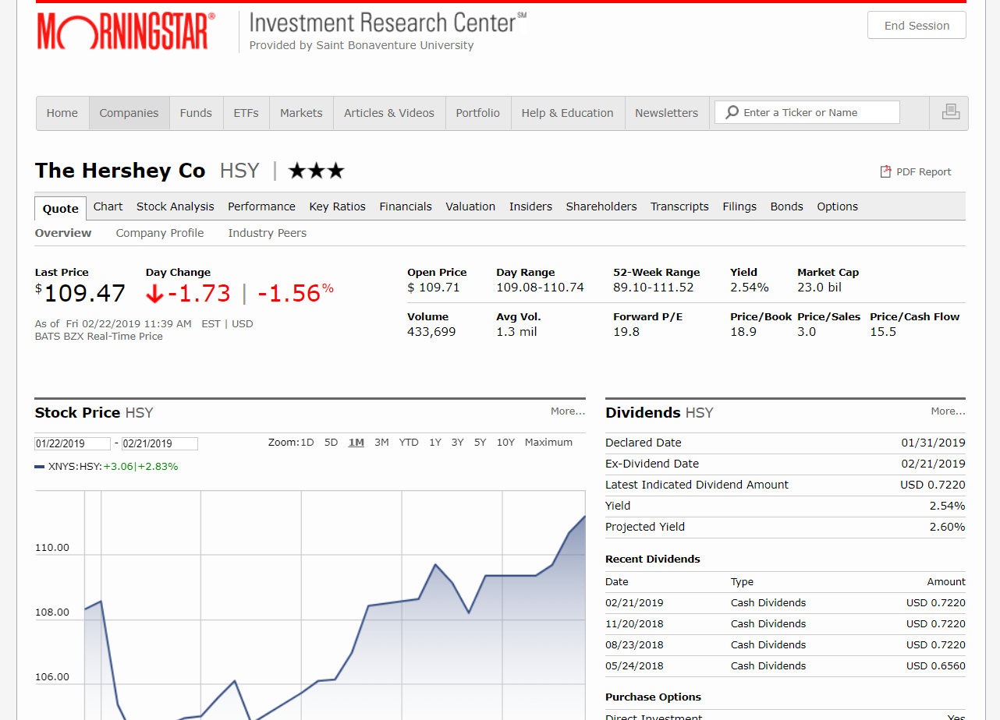 MORNINGSTAR® Investment Research Center℠
Provided by Saint Bonaventure University
End Session
Home Companies Funds ETFs Markets Articles & Videos Portfolio Help & Education Newsletters Enter a Ticker or Name
The Hershey Co HSY | ★★★
PDF Report
Quote Chart Stock Analysis Performance Key Ratios Financials Valuation Insiders Shareholders Transcripts Filings Bonds Options
Overview Company Profile Industry Peers
Last Price Day Change
$109.47 -1.73 | -1.56%
As of Fri 02/22/2019 11:39 AM EST | USD
BATS BZX Real-Time Price
Open Price Day Range 52-Week Range Yield Market Cap
$ 109.71 109.08-110.74 89.10-111.52 2.54% 23.0 bil
Volume Avg Vol. Forward P/E Price/Book Price/Sales Price/Cash Flow
433,699 1.3 mil 19.8 18.9 3.0 15.5
Stock Price HSY More...
01/22/2019 - 02/21/2019 Zoom: 1D 5D 1M 3M YTD 1Y 3Y 5Y 10Y Maximum
XNYS:HSY:+3.06|+2.83%
110.00
108.00
106.00
Dividends HSY More...
Declared Date 01/31/2019
Ex-Dividend Date 02/21/2019
Latest Indicated Dividend Amount USD 0.7220
Yield 2.54%
Projected Yield 2.60%
Recent Dividends
Date Type Amount
02/21/2019 Cash Dividends USD 0.7220
11/20/2018 Cash Dividends USD 0.7220
08/23/2018 Cash Dividends USD 0.7220
05/24/2018 Cash Dividends USD 0.6560
Purchase Options
Direct Investment Yes